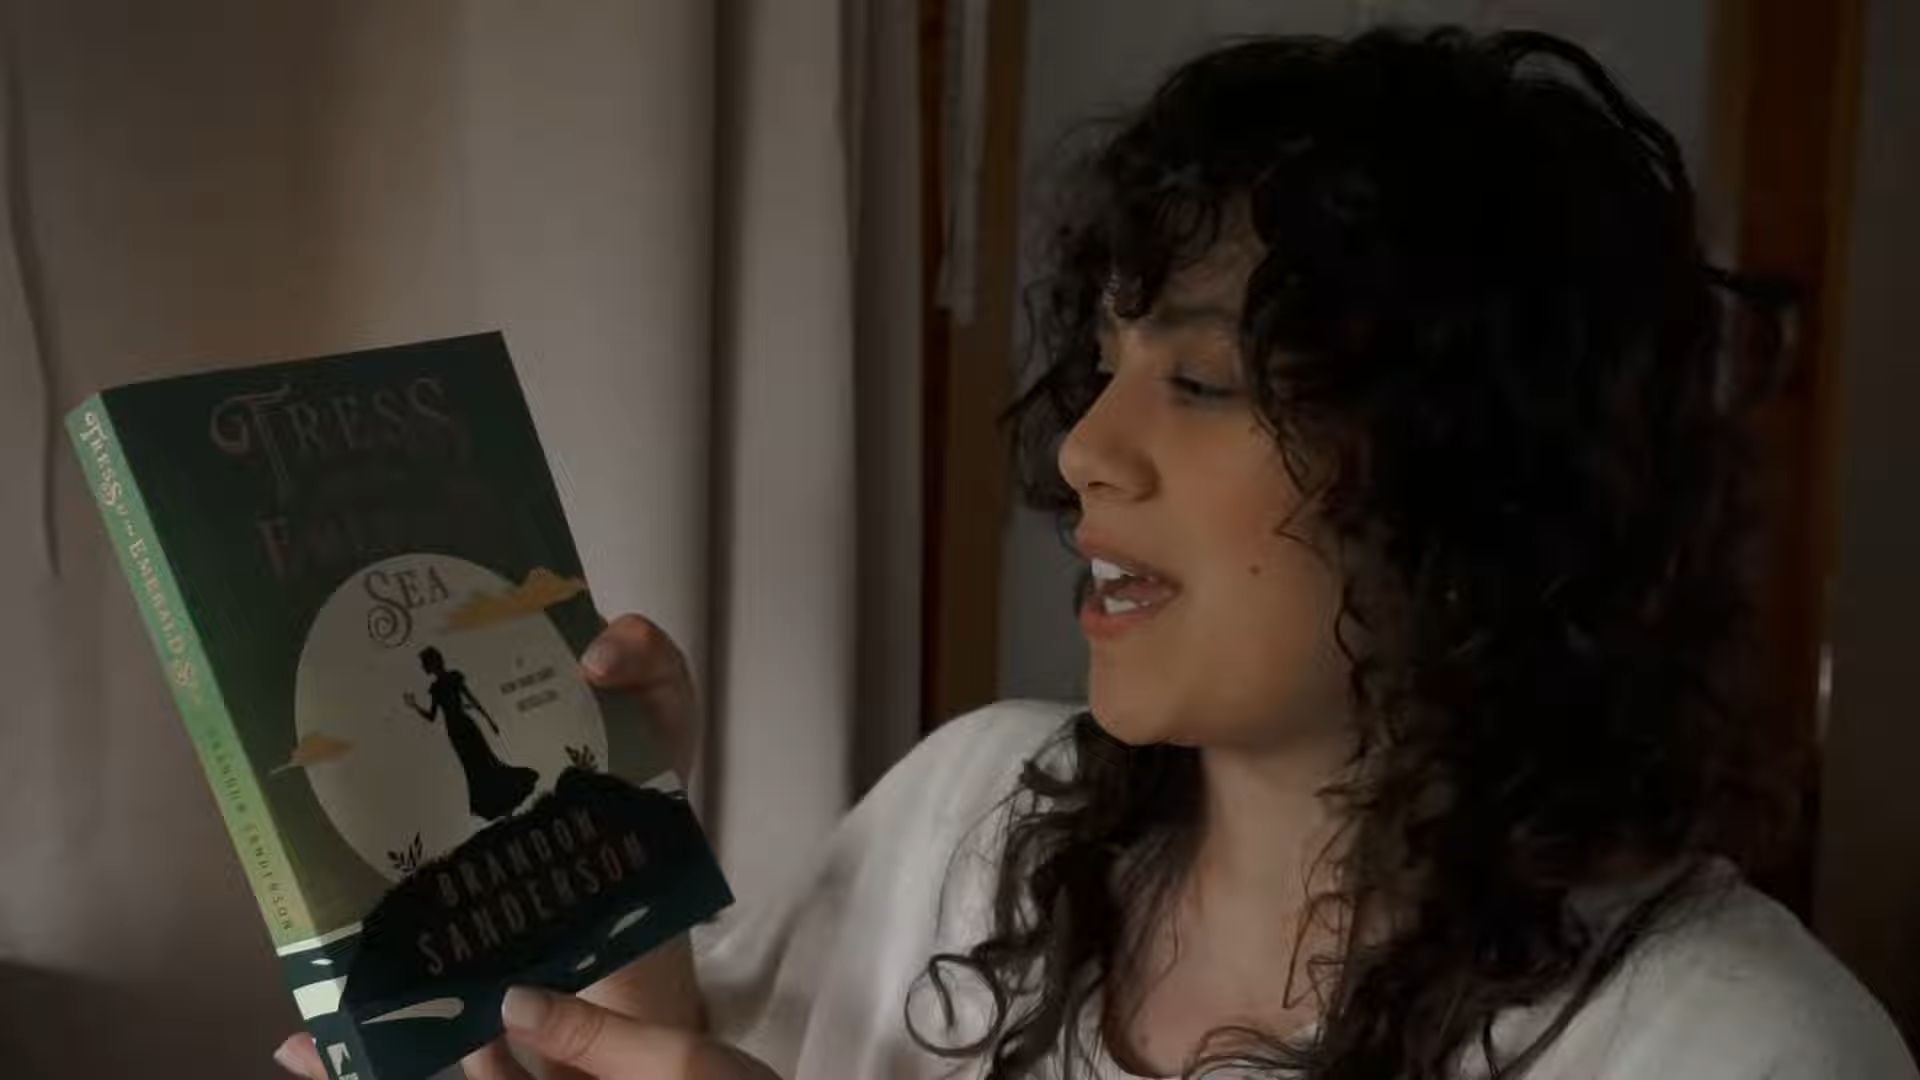 TRESS
SEA
BRANDON
SANDERSON
TRESS OF THE EMERALD SEA
BRANDON SANDERSON